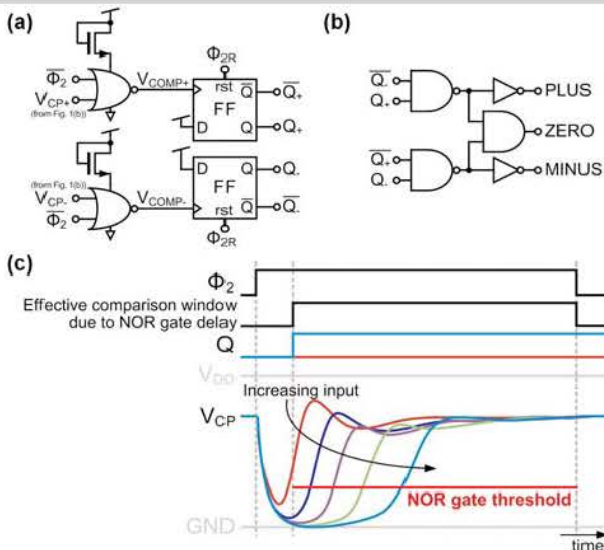 (a)
Φ2R
Φ̅2
V'CP+
(from Fig. 1(b))
VCOMP+
rst
Q̅
FF
D
Q
Q̅+
Q+
(from Fig. 1(b))
V'CP-
Φ̅2
VCOMP-
D
Q
FF
Q̅
rst
Q-
Q̅-
Φ2R
(b)
Q̅-
Q+
Q̅+
Q-
PLUS
ZERO
MINUS
(c)
Φ2
Effective comparison window
due to NOR gate delay
Q
VDD
Increasing input
VCP
NOR gate threshold
GND
time